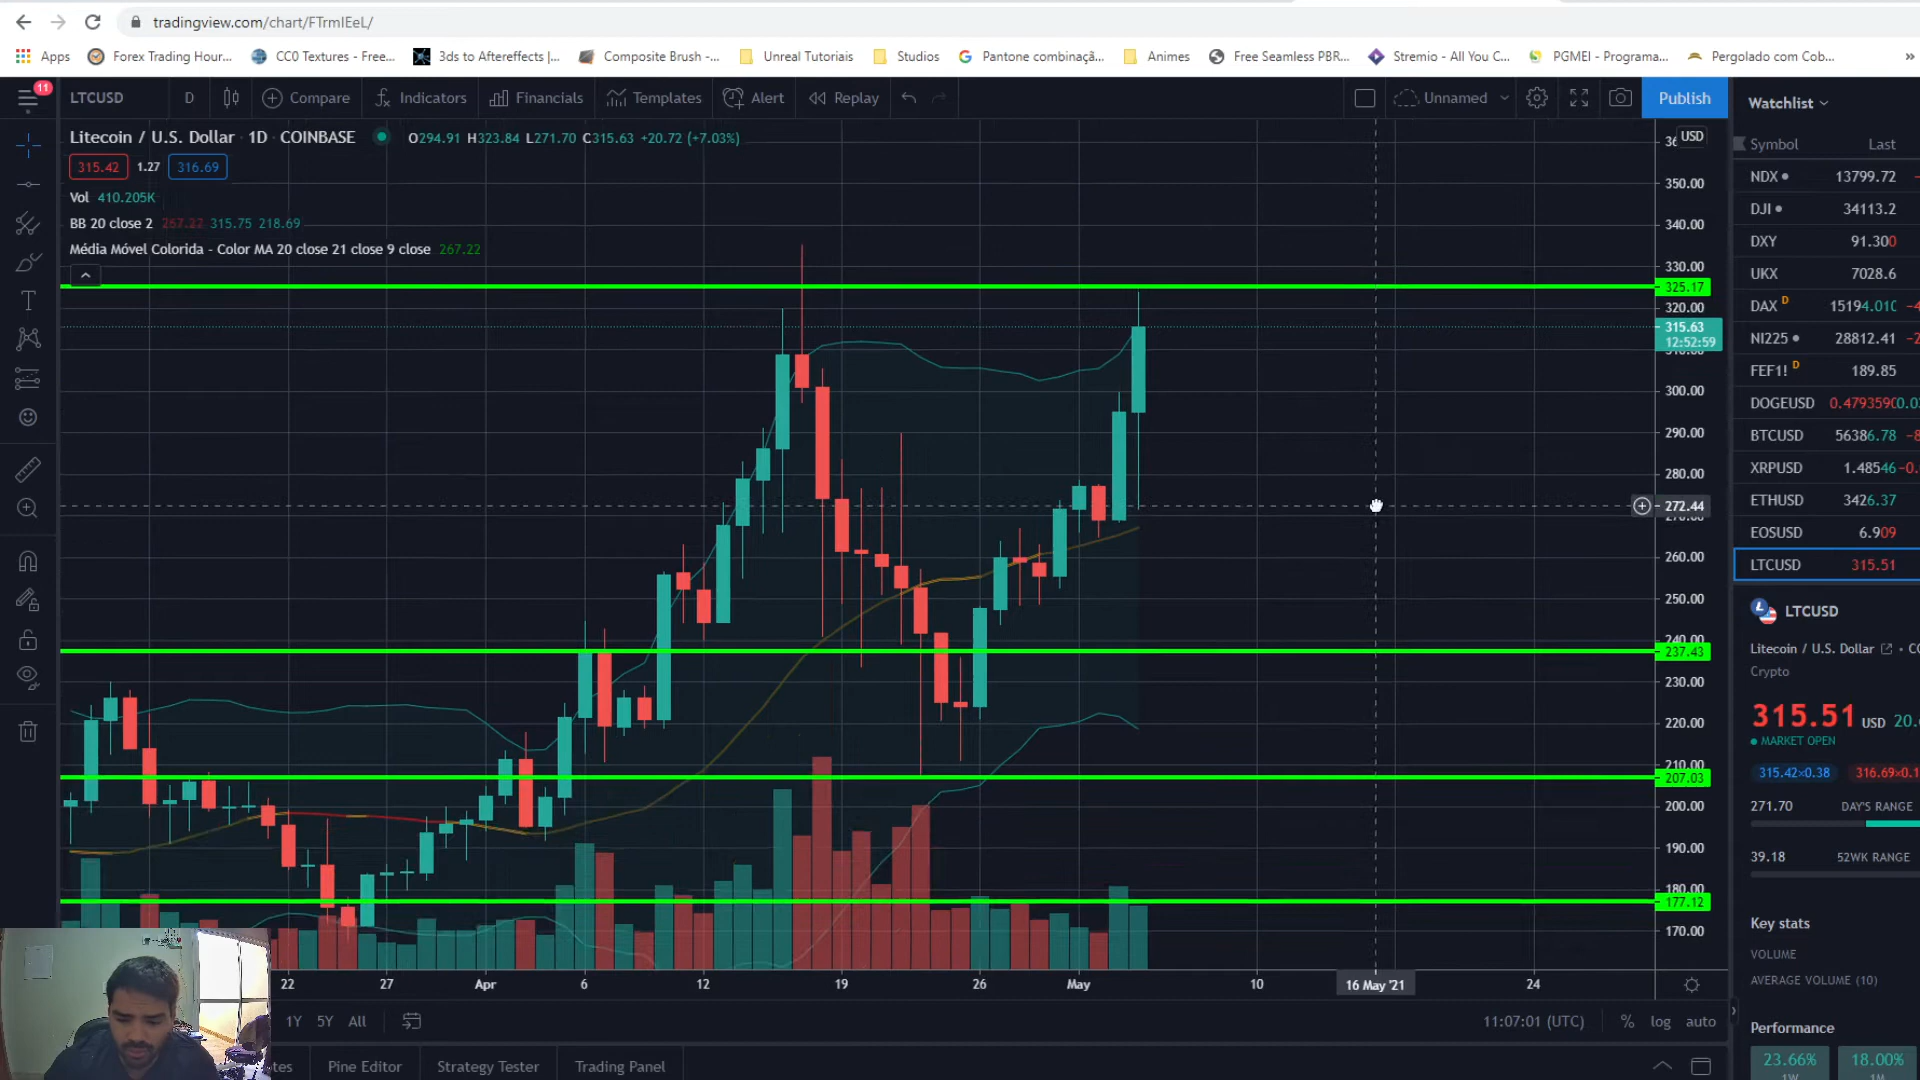 tradingview.com/chart/FTrmIEeL/
Apps Forex Trading Hour... CC0 Textures - Free... 3ds to Aftereffects |... Composite Brush -... Unreal Tutoriais Studios Pantone combinaçã... Animes Free Seamless PBR... Stremio - All You C... PGMEI - Programa... Pergolado com Cob... »
11
LTCUSD D Compare Indicators Financials Templates Alert Replay Unnamed Publish
Watchlist
Litecoin / U.S. Dollar 1D COINBASE O294.91 H323.84 L271.70 C315.63 +20.72 (+7.03%)
315.42 1.27 316.69
Vol 410.205K
BB 20 close 2 267.22 315.75 218.69
Média Móvel Colorida - Color MA 20 close 21 close 9 close 267.22
USD
350.00
340.00
330.00
325.17
320.00
315.63
12:52:59
300.00
290.00
280.00
272.44
260.00
250.00
240.00
237.43
230.00
220.00
210.00
207.03
200.00
190.00
180.00
177.12
170.00
22 27 Apr 6 12 19 26 May 10 16 May '21 24
1Y 5Y All
11:07:01 (UTC) % log auto
Pine Editor Strategy Tester Trading Panel
Symbol Last
NDX 13799.72
DJI 34113.2
DXY 91.300
UKX 7028.6
DAX D 15194.010
NI225 28812.41
FEF1! D 189.85
DOGEUSD 0.479359
BTCUSD 56386.78
XRPUSD 1.48546
ETHUSD 3426.37
EOSUSD 6.909
LTCUSD 315.51
LTCUSD
Litecoin / U.S. Dollar
Crypto
315.51 USD
MARKET OPEN
315.42×0.38 316.69×0.1
271.70 DAY'S RANGE
39.18 52WK RANGE
Key stats
VOLUME
AVERAGE VOLUME (10)
Performance
23.66% 18.00%
1W 1M